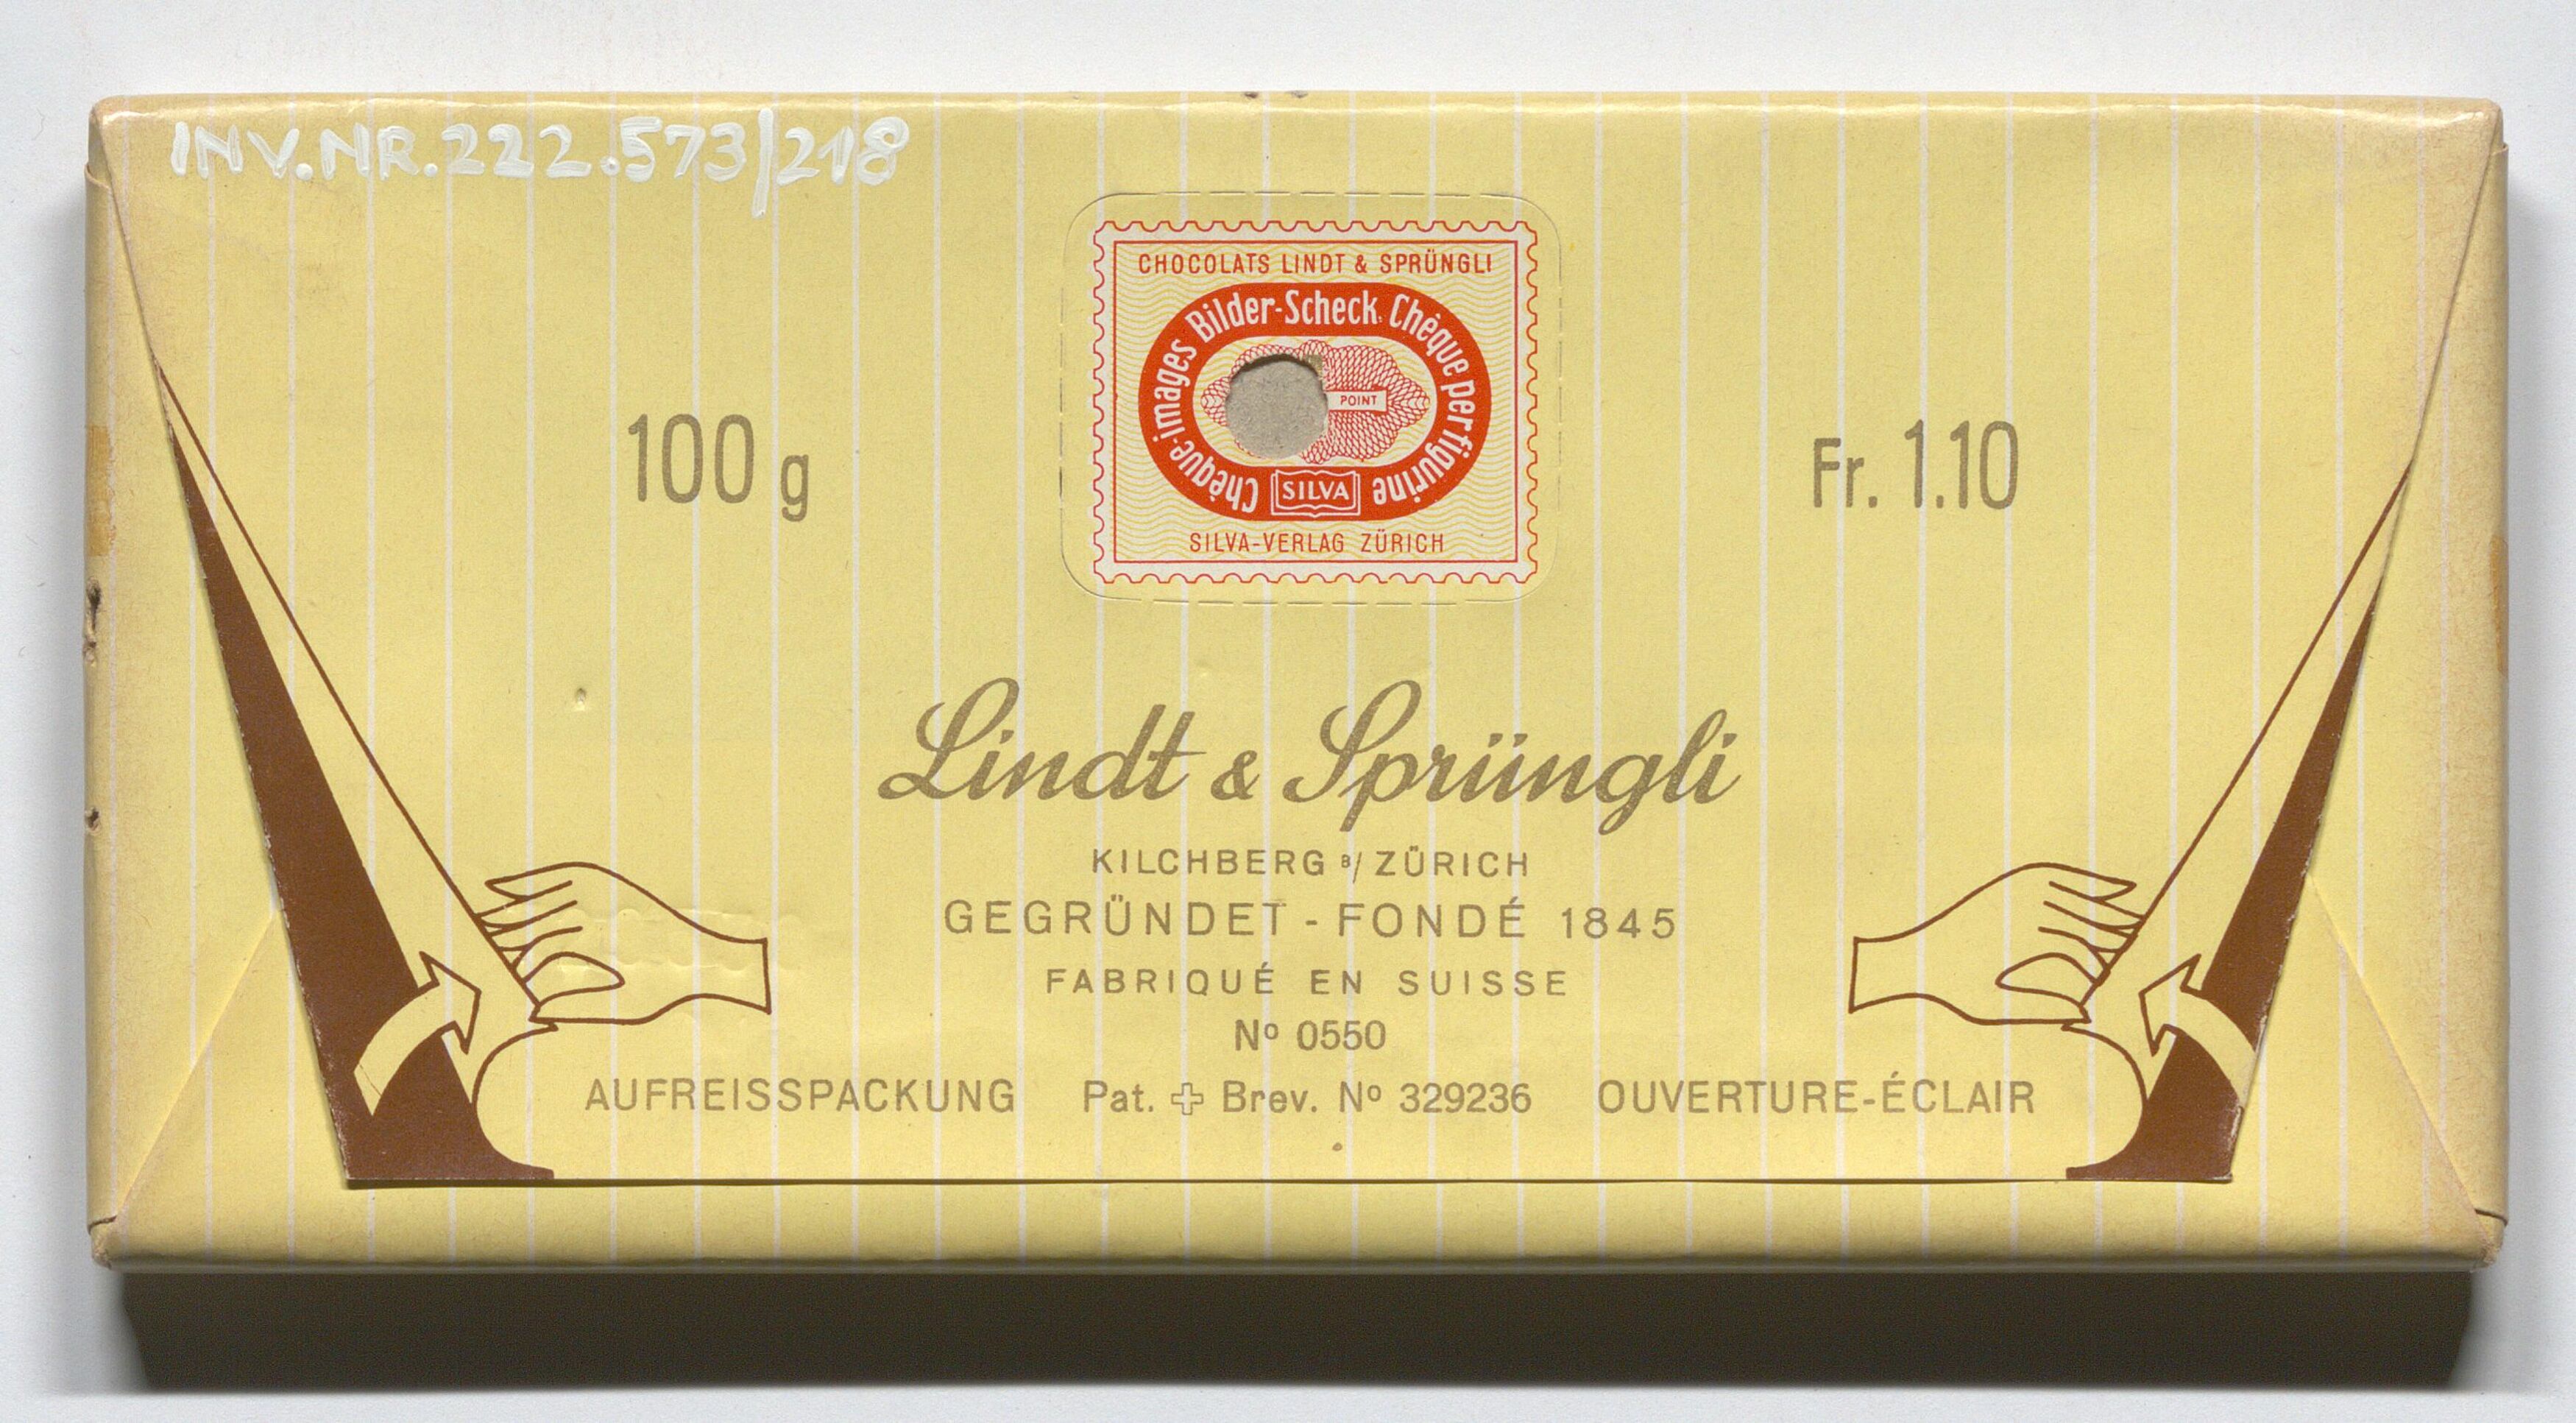 INV.NR.222.573/218
CHOCOLATS LINDT & SPRÜNGLI
Chèque-images Bilder-Scheck Chèque per figurine
POINT
SILVA
SILVA-VERLAG ZÜRICH
100 g
Fr. 1.10
Lindt & Sprüngli
KILCHBERG B/ ZÜRICH
GEGRÜNDET - FONDÉ 1845
FABRIQUÉ EN SUISSE
Nº 0550
AUFREISSPACKUNG Pat. + Brev. Nº 329236 OUVERTURE-ÉCLAIR